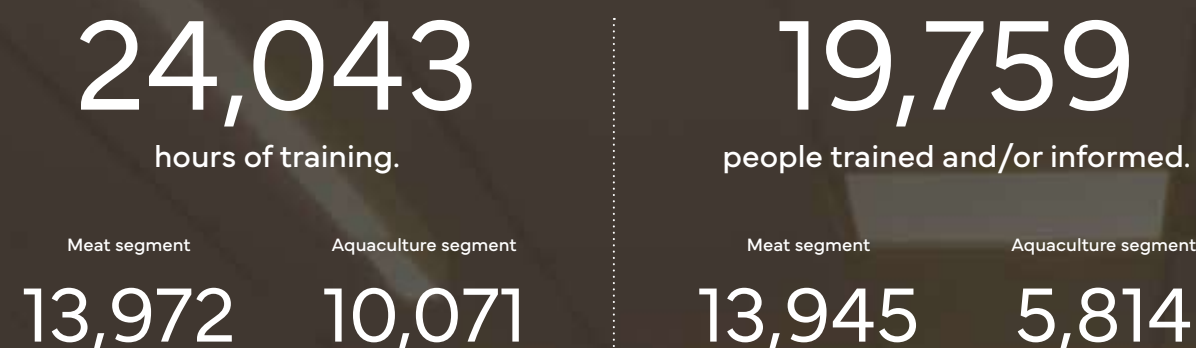 24,043
hours of training.
Meat segment
Aquaculture segment
13,972
10,071
19,759
people trained and/or informed.
Meat segment
Aquaculture segment
13,945
5,814